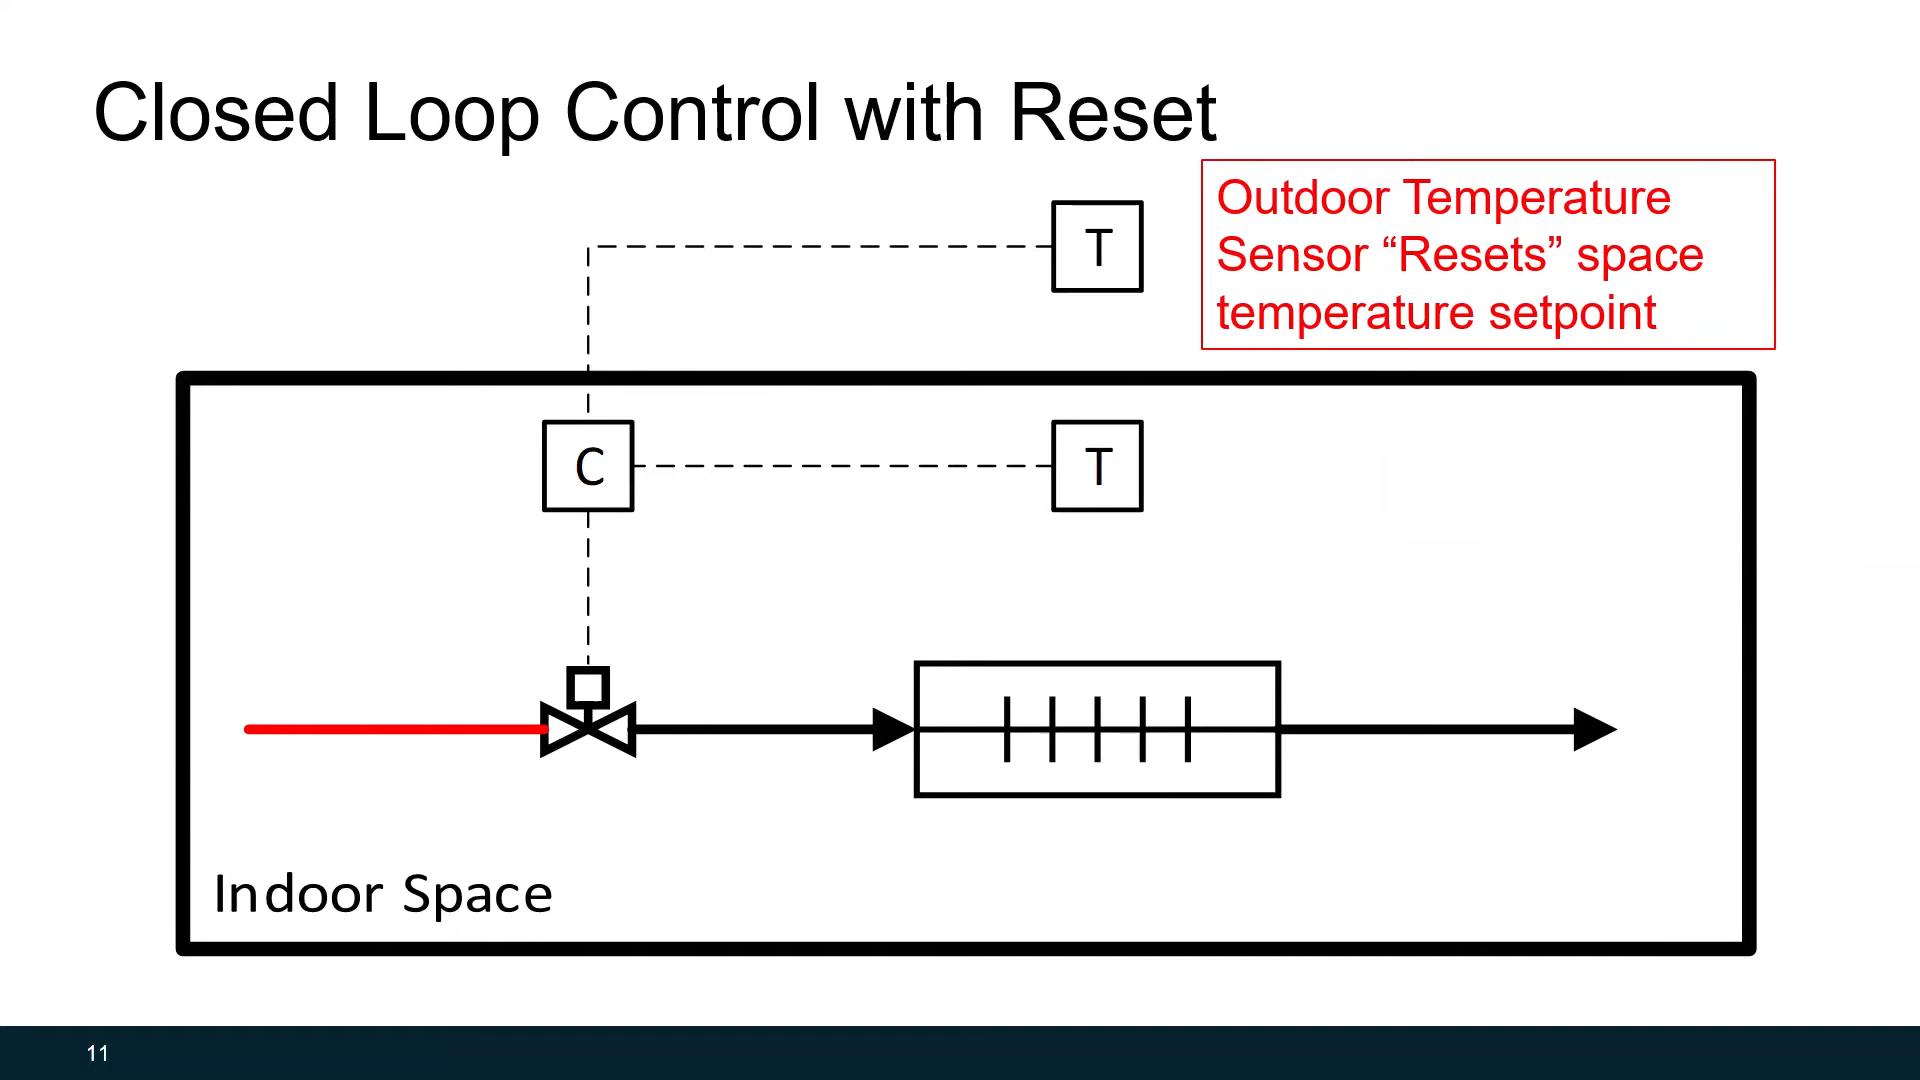 Closed Loop Control with Reset
T
Outdoor Temperature
Sensor “Resets” space
temperature setpoint
C
T
Indoor Space
11